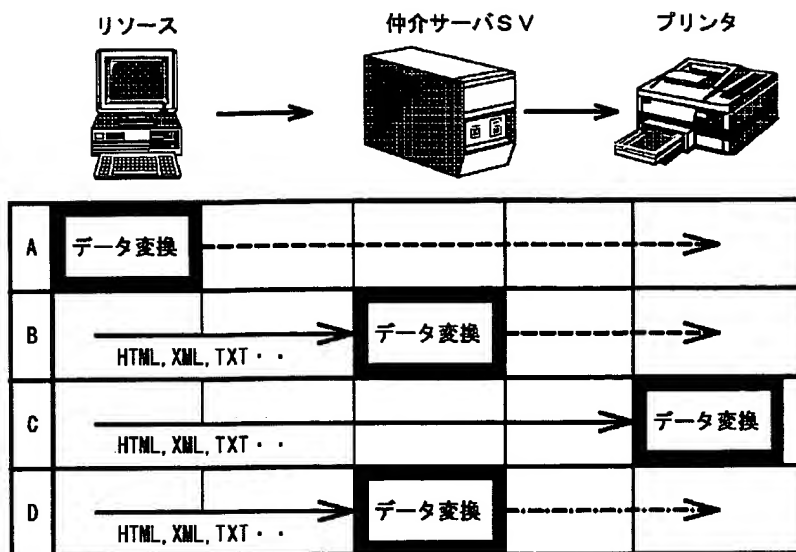 リソース 仲介サーバSV プリンタ
A データ変換
B データ変換
HTML, XML, TXT・・
C データ変換
HTML, XML, TXT・・
D データ変換
HTML, XML, TXT・・